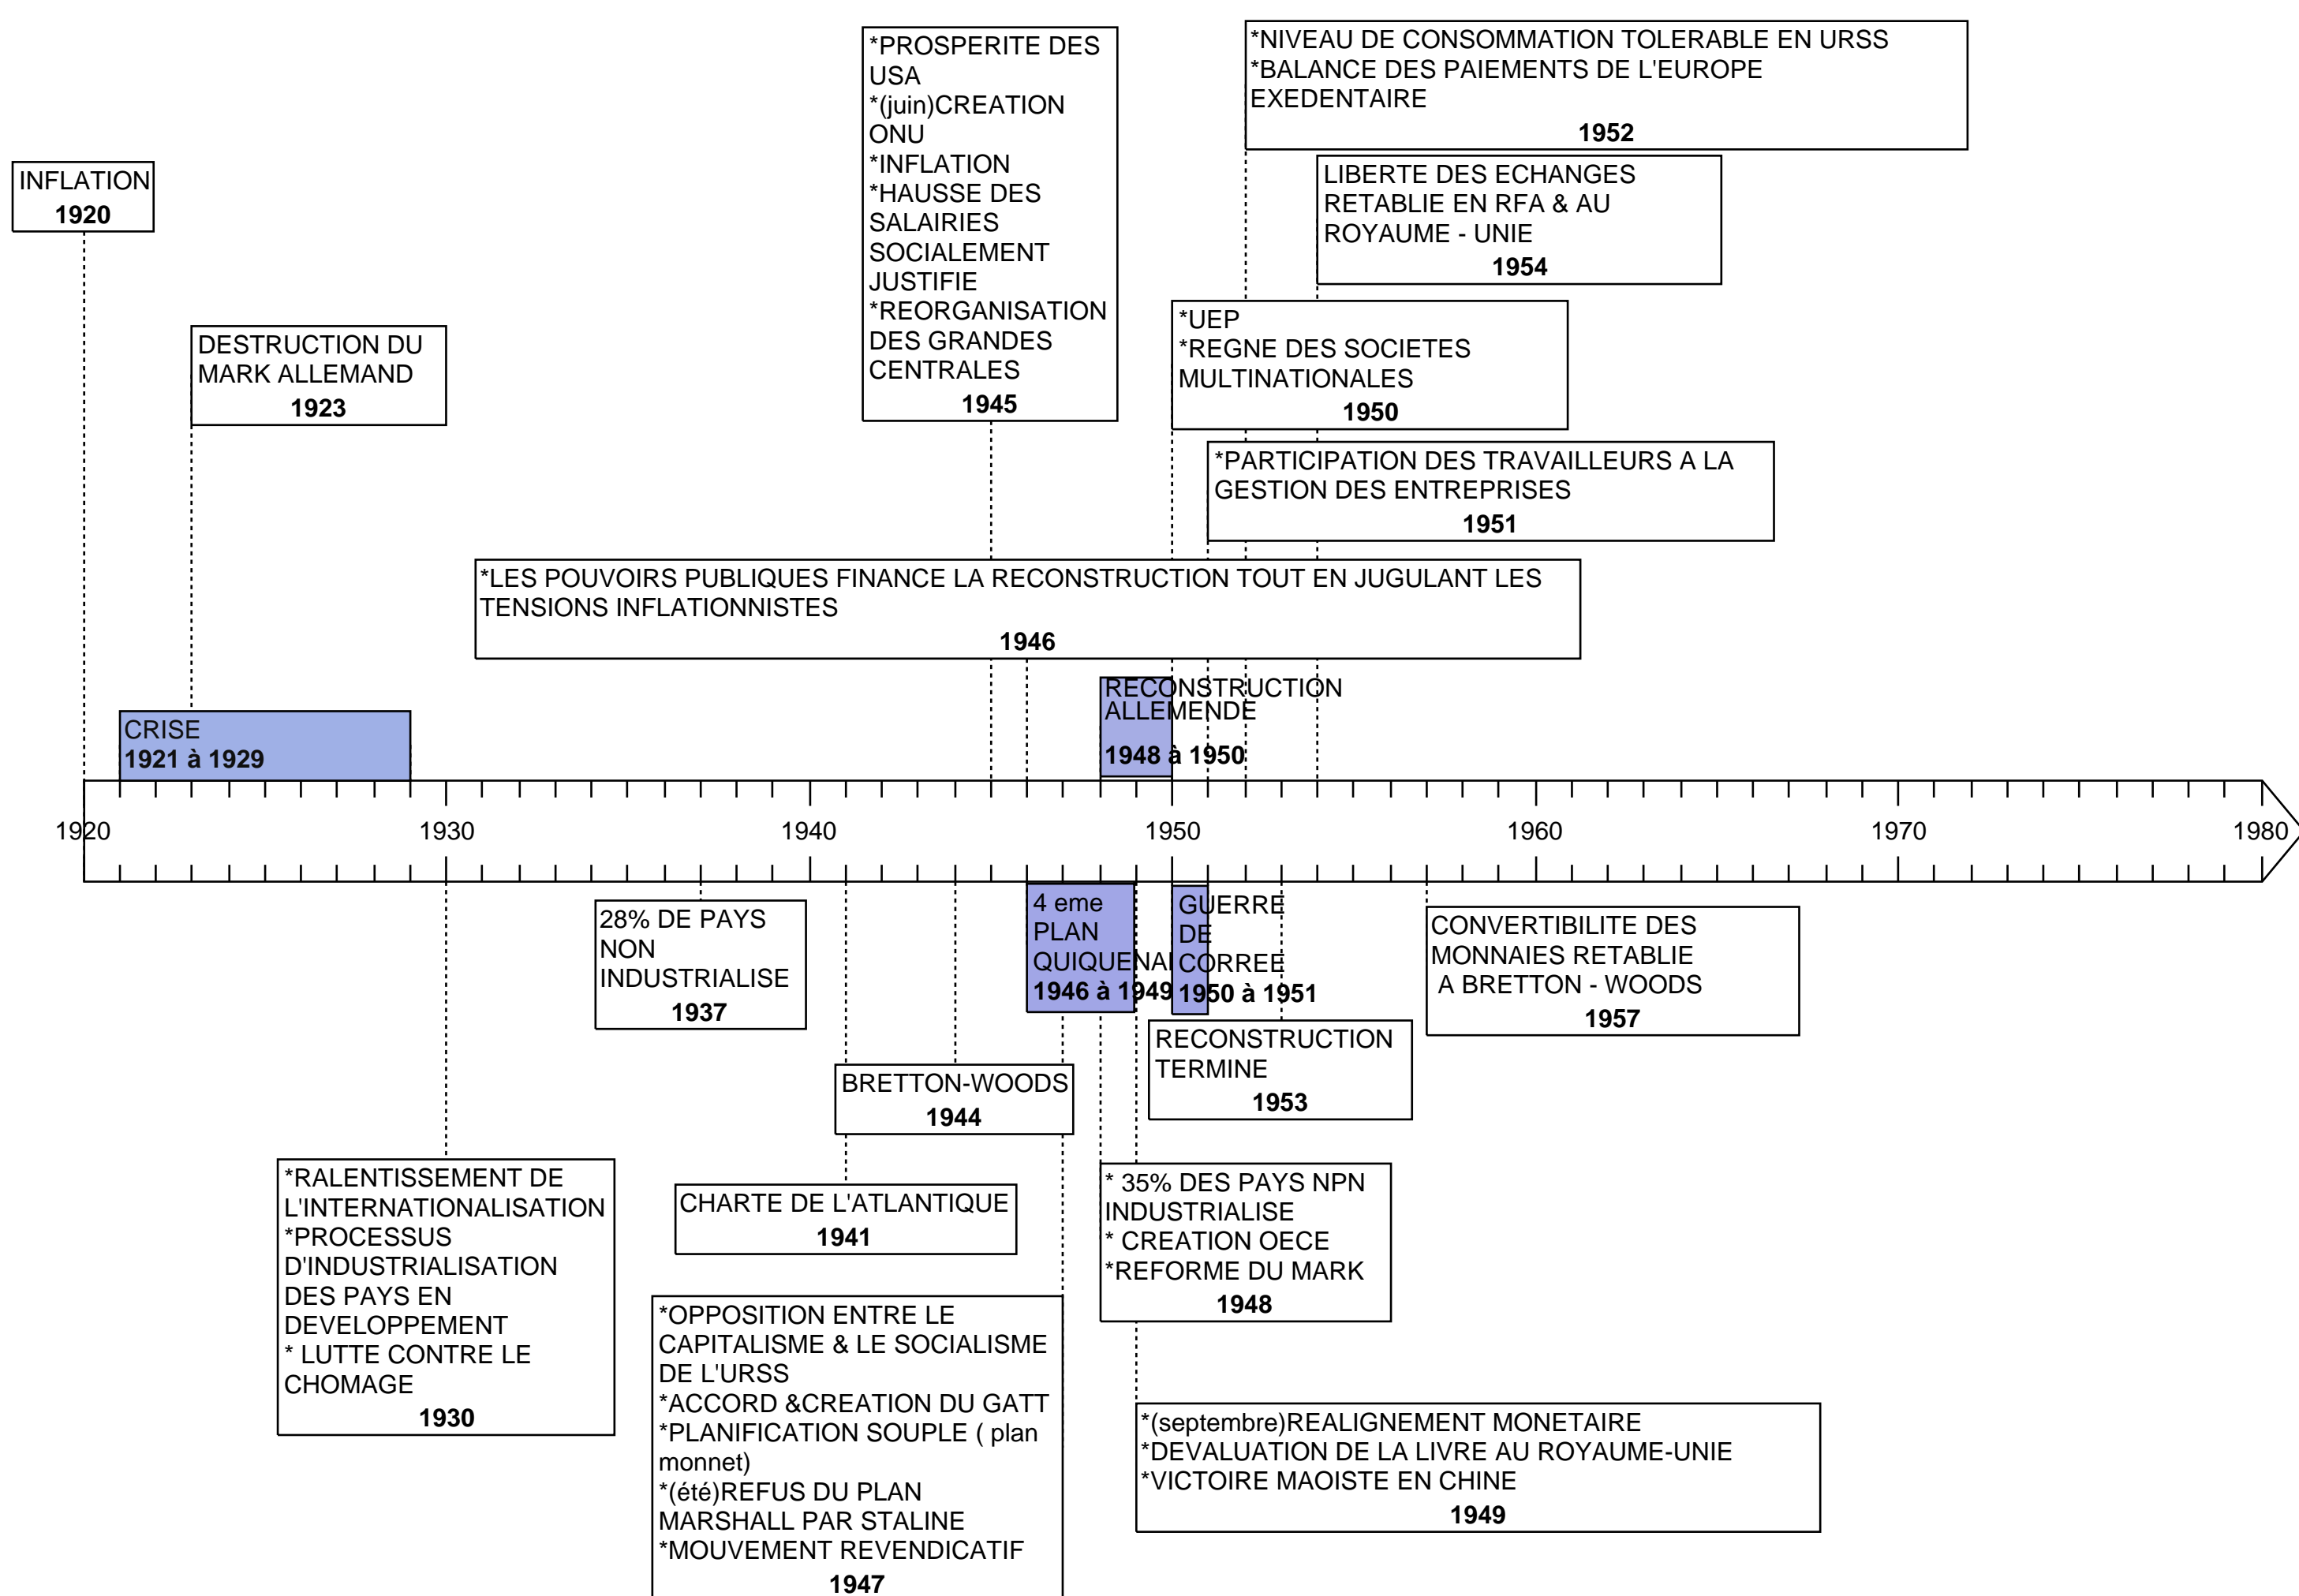 *PROSPERITE DES
USA
*(juin)CREATION
ONU
*INFLATION
*HAUSSE DES
SALAIRIES
SOCIALEMENT
JUSTIFIE
*REORGANISATION
DES GRANDES
CENTRALES
1945
*NIVEAU DE CONSOMMATION TOLERABLE EN URSS
*BALANCE DES PAIEMENTS DE L'EUROPE
EXEDENTAIRE
1952
INFLATION
1920
LIBERTE DES ECHANGES
RETABLIE EN RFA & AU
ROYAUME - UNIE
1954
DESTRUCTION DU
MARK ALLEMAND
1923
*UEP
*REGNE DES SOCIETES
MULTINATIONALES
1950
*PARTICIPATION DES TRAVAILLEURS A LA
GESTION DES ENTREPRISES
1951
*LES POUVOIRS PUBLIQUES FINANCE LA RECONSTRUCTION TOUT EN JUGULANT LES
TENSIONS INFLATIONNISTES
1946
RECONSTRUCTION
ALLEMENDE
1948 à 1950
CRISE
1921 à 1929
1920 1930 1940 1950 1960 1970 1980
28% DE PAYS
NON
INDUSTRIALISE
1937
4 eme
PLAN
QUIQUENAI
1946 à 1949
GUERRE
DE
CORREE
1950 à 1951
CONVERTIBILITE DES
MONNAIES RETABLIE
A BRETTON - WOODS
1957
RECONSTRUCTION
TERMINE
1953
BRETTON-WOODS
1944
*RALENTISSEMENT DE
L'INTERNATIONALISATION
*PROCESSUS
D'INDUSTRIALISATION
DES PAYS EN
DEVELOPPEMENT
* LUTTE CONTRE LE
CHOMAGE
1930
CHARTE DE L'ATLANTIQUE
1941
* 35% DES PAYS NPN
INDUSTRIALISE
* CREATION OECE
*REFORME DU MARK
1948
*OPPOSITION ENTRE LE
CAPITALISME & LE SOCIALISME
DE L'URSS
*ACCORD &CREATION DU GATT
*PLANIFICATION SOUPLE ( plan
monnet)
*(été)REFUS DU PLAN
MARSHALL PAR STALINE
*MOUVEMENT REVENDICATIF
1947
*(septembre)REALIGNEMENT MONETAIRE
*DEVALUATION DE LA LIVRE AU ROYAUME-UNIE
*VICTOIRE MAOISTE EN CHINE
1949